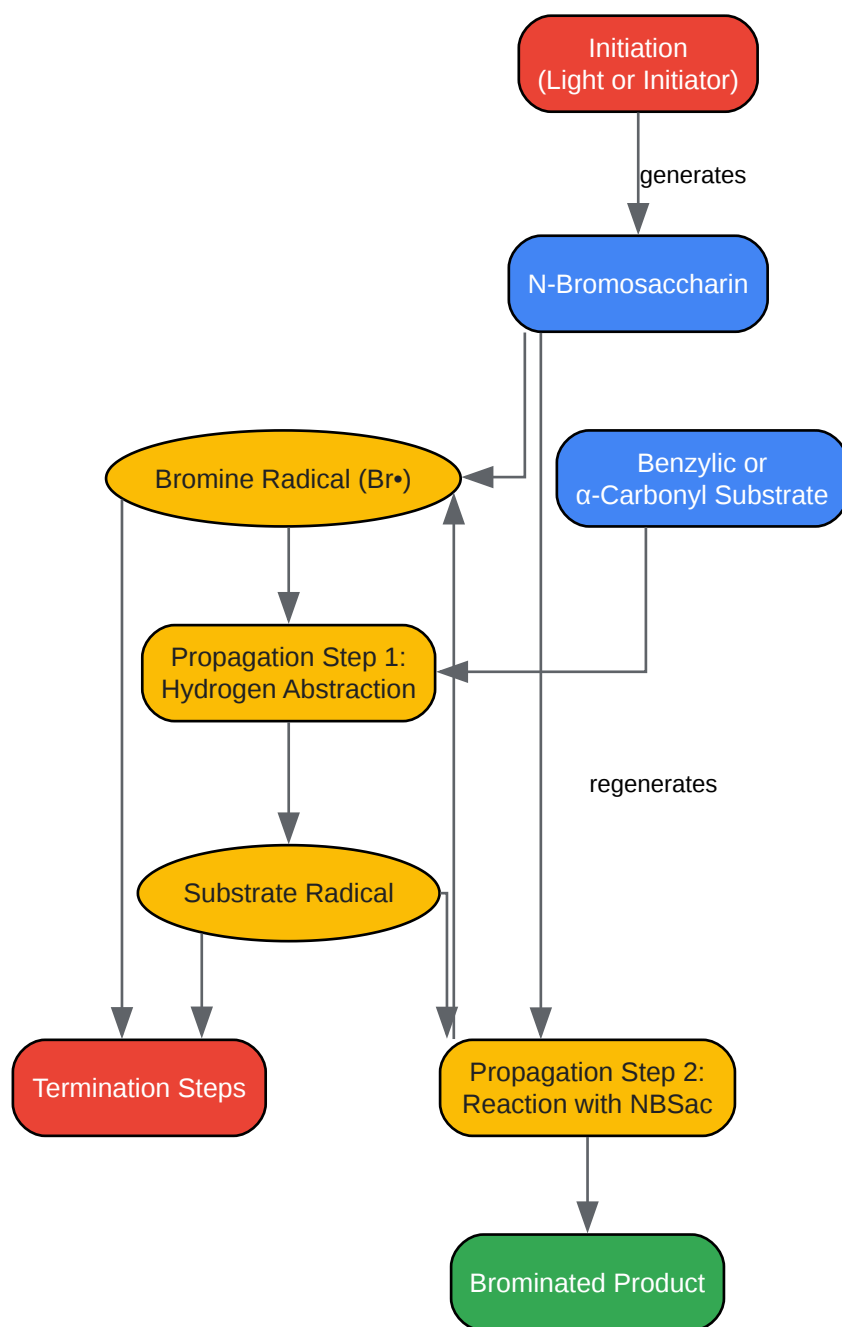 Initiation
(Light or Initiator)
generates
N-Bromosaccharin
Bromine Radical (Br•)
Benzylic or
α-Carbonyl Substrate
Propagation Step 1:
Hydrogen Abstraction
regenerates
Substrate Radical
Termination Steps
Propagation Step 2:
Reaction with NBSac
Brominated Product